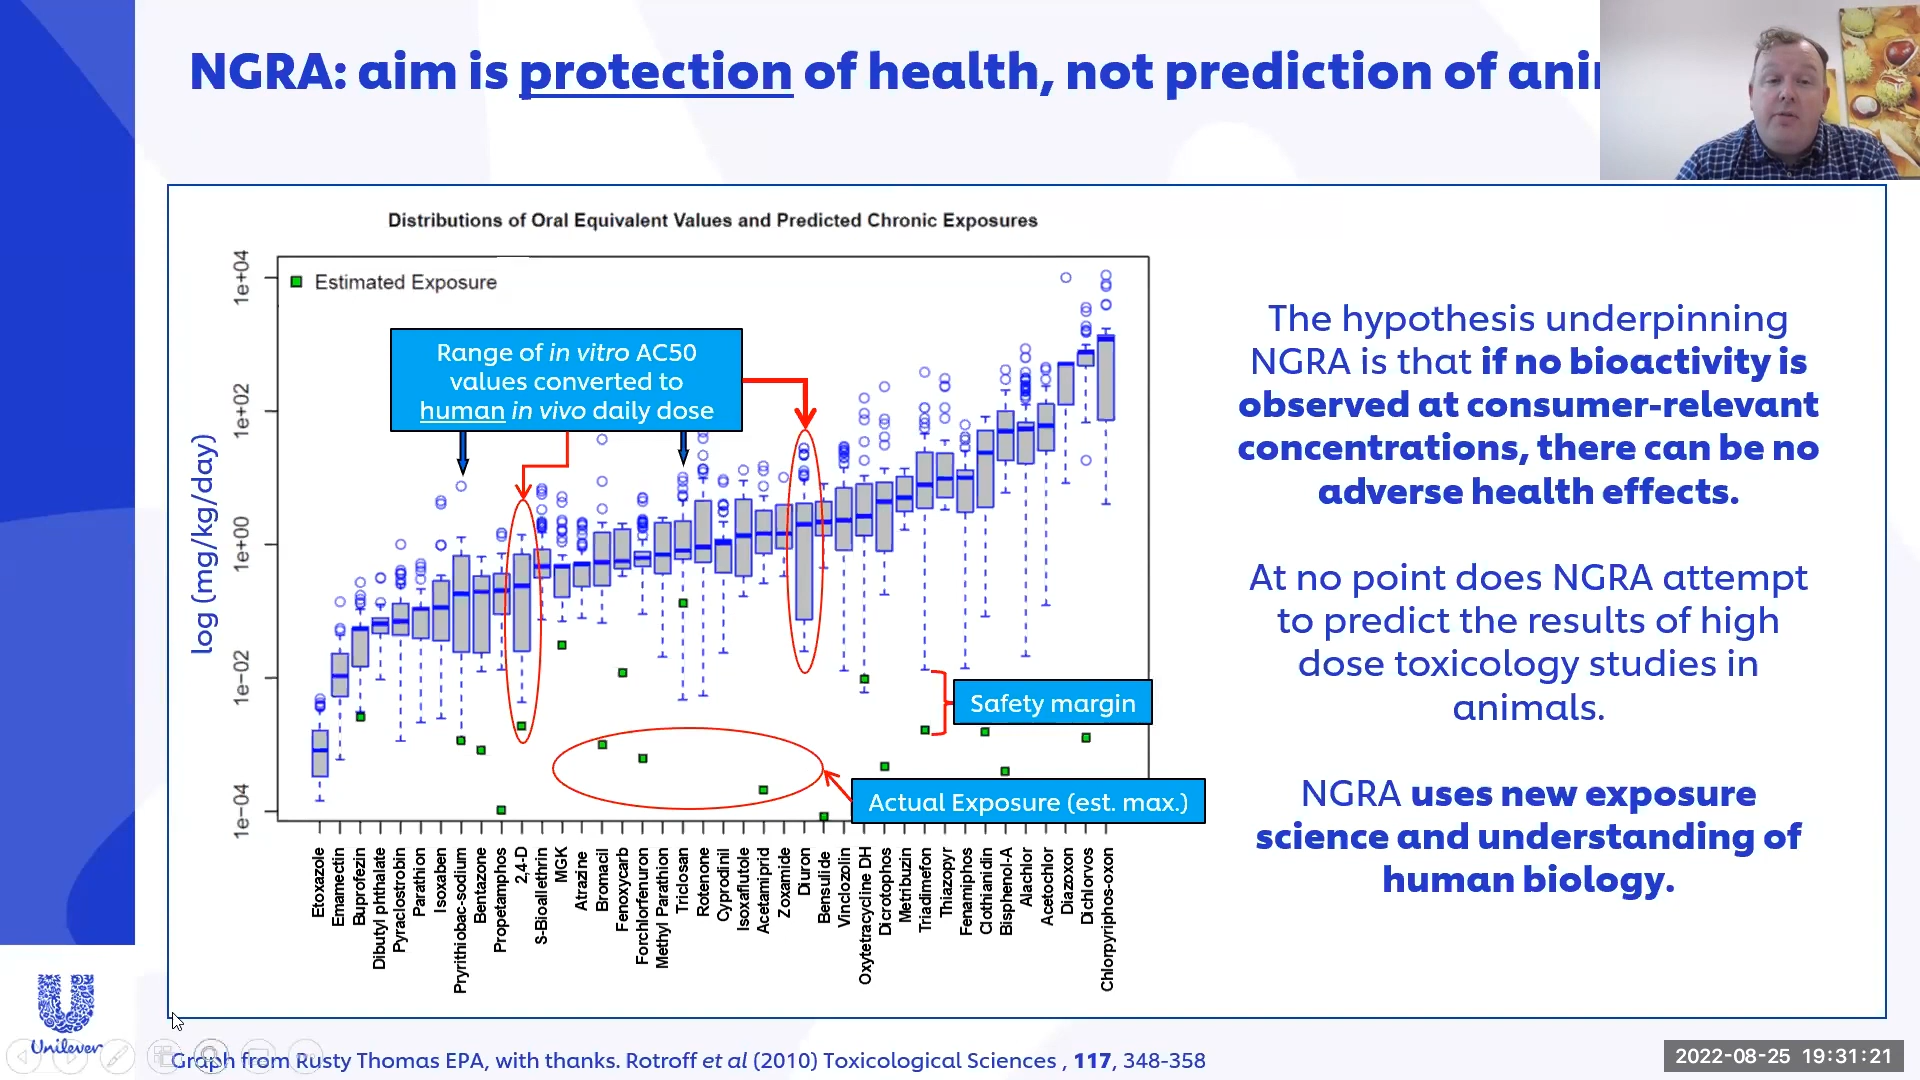 NGRA: aim is protection of health, not prediction of ani
Distributions of Oral Equivalent Values and Predicted Chronic Exposures
Estimated Exposure
Range of in vitro AC50
values converted to
human in vivo daily dose
Safety margin
Actual Exposure (est. max.)
log (mg/kg/day)
1e+04
1e+02
1e+00
1e-02
1e-04
Etoxazole
Emamectin
Buprofezin
Dibutyl phthalate
Pyraclostrobin
Parathion
Isoxaben
Pryrithiobac-sodium
Bentazone
Propetamphos
2,4-D
S-Bioallethrin
MGK
Atrazine
Bromacil
Fenoxycarb
Forchlorfenuron
Methyl Parathion
Triclosan
Rotenone
Cyprodinil
Isoxaflutole
Acetamiprid
Zoxamide
Diuron
Bensulide
Vinclozolin
Oxytetracycline DH
Dicrotophos
Metribuzin
Triadimefon
Thiazopyr
Fenamiphos
Clothianidin
Bisphenol-A
Alachlor
Acetochlor
Diazoxon
Dichlorvos
Chlorpyriphos-oxon
The hypothesis underpinning
NGRA is that if no bioactivity is
observed at consumer-relevant
concentrations, there can be no
adverse health effects.
At no point does NGRA attempt
to predict the results of high
dose toxicology studies in
animals.
NGRA uses new exposure
science and understanding of
human biology.
Unilever
Graph from Rusty Thomas EPA, with thanks. Rotroff et al (2010) Toxicological Sciences , 117, 348-358
2022-08-25 19:31:21